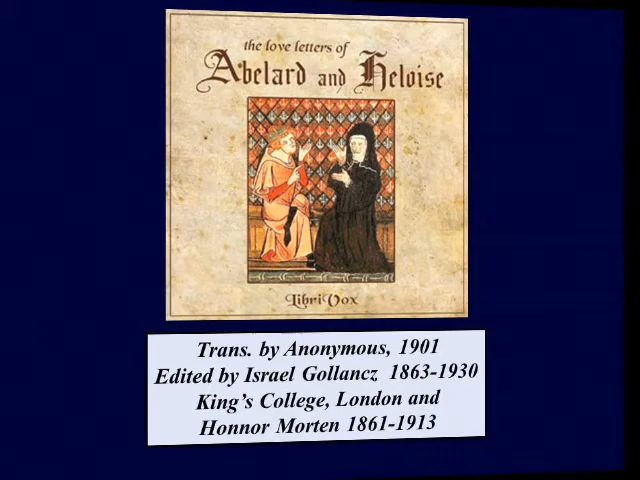 the love letters of
Abelard and Heloise
LibriVox
Trans. by Anonymous, 1901
Edited by Israel Gollancz 1863-1930
King's College, London and
Honnor Morten 1861-1913